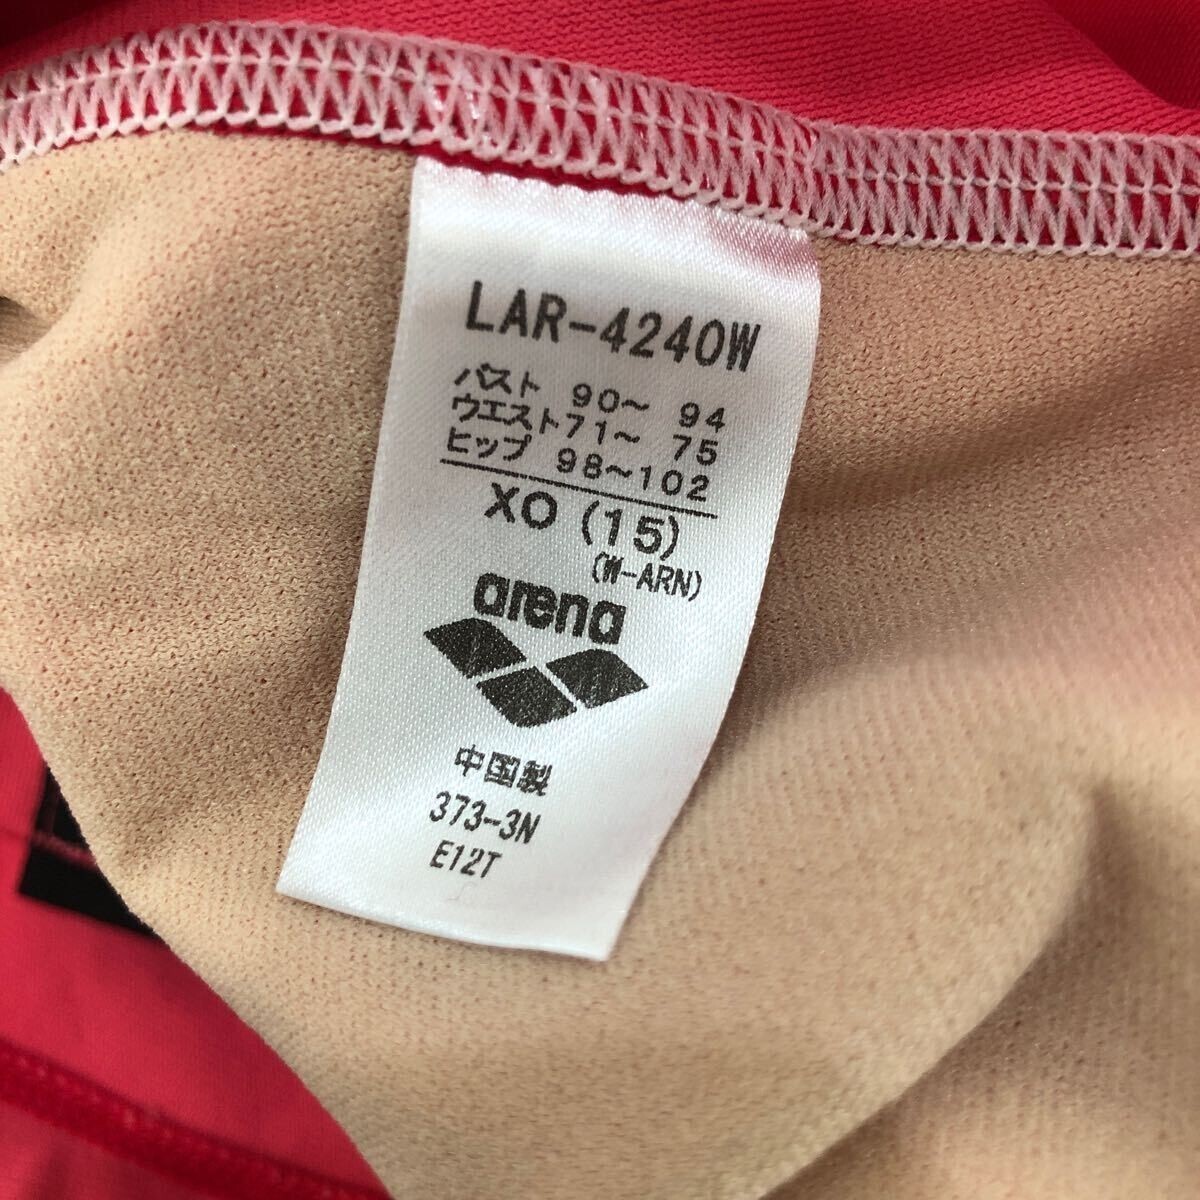 LAR-4240W
バスト 90〜 94
ウエスト71〜 75
ヒップ 98〜102
XO (15)
(W-ARN)
arena
中国製
373-3N
E12T